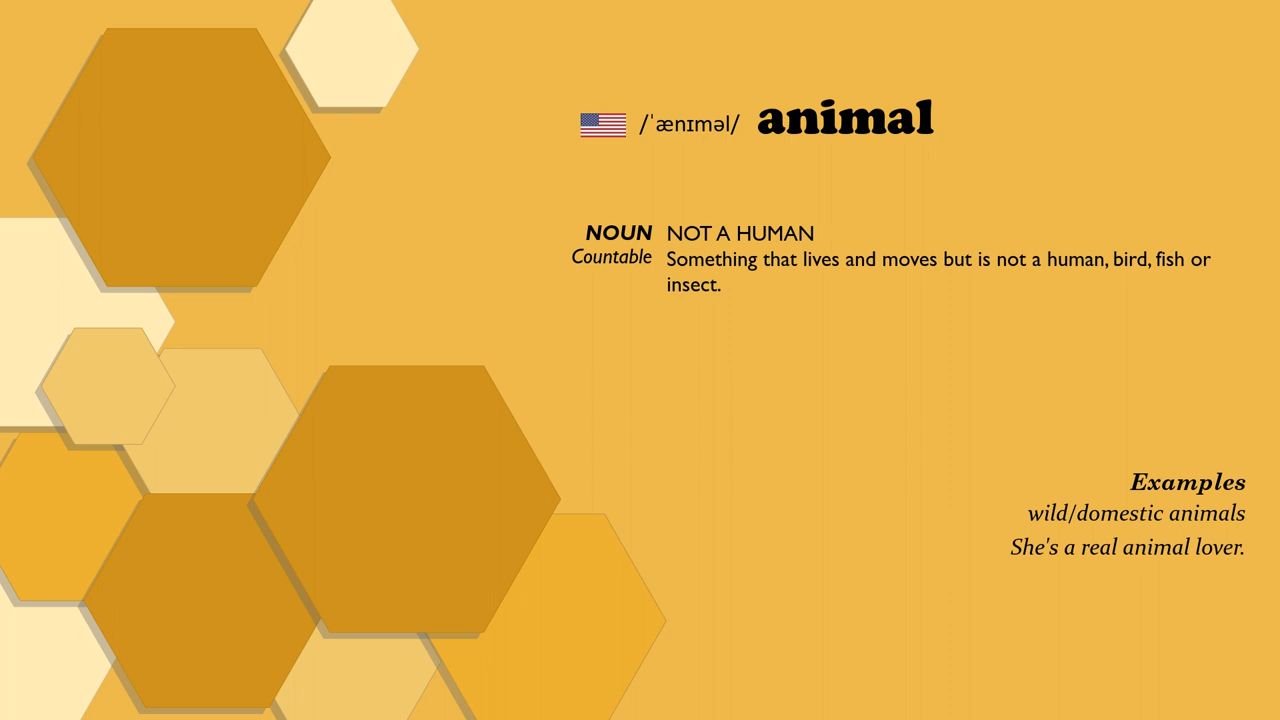 /ˈænɪməl/ animal
NOUN NOT A HUMAN
Countable Something that lives and moves but is not a human, bird, fish or
insect.
Examples
wild/domestic animals
She's a real animal lover.